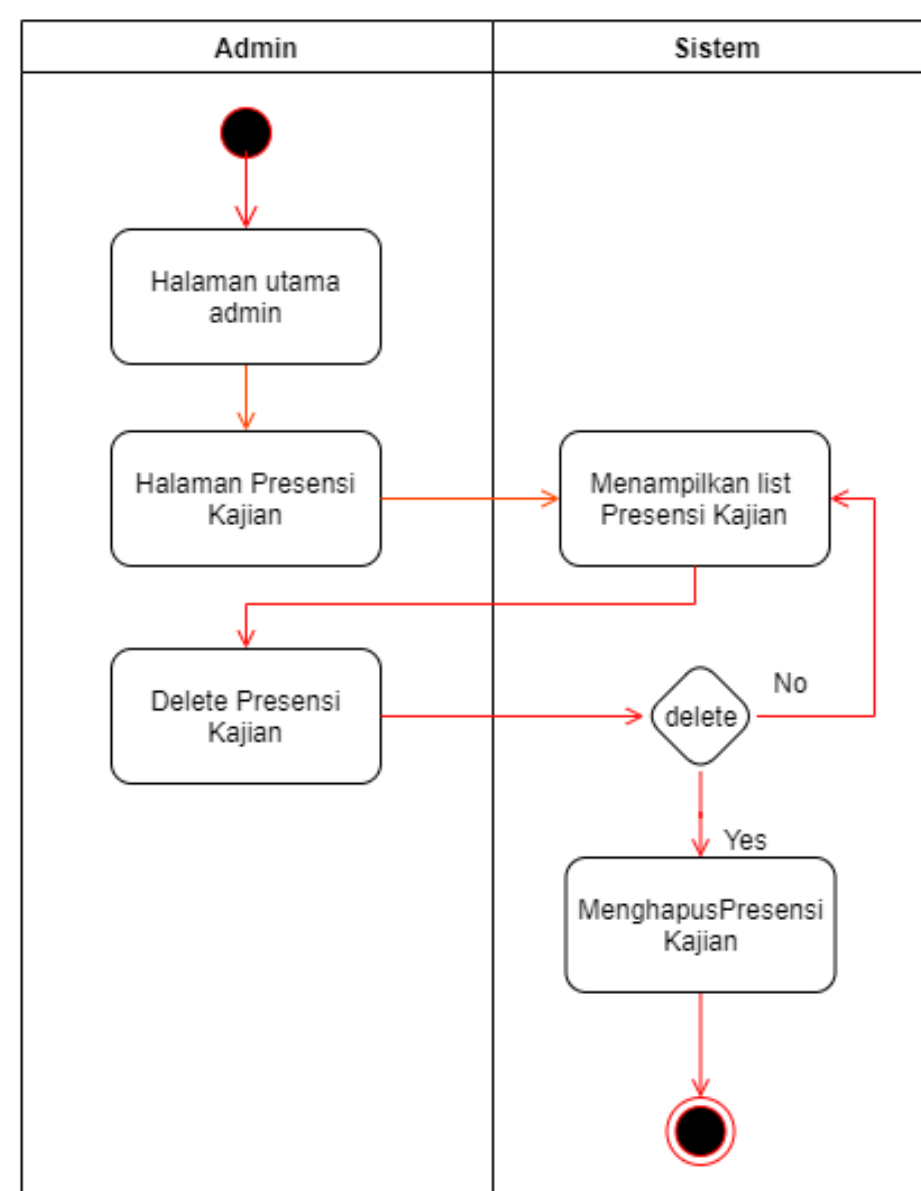 Admin
Sistem
Halaman utama
admin
Halaman Presensi
Kajian
Menampilkan list
Presensi Kajian
Delete Presensi
Kajian
delete
No
Yes
MenghapusPresensi
Kajian